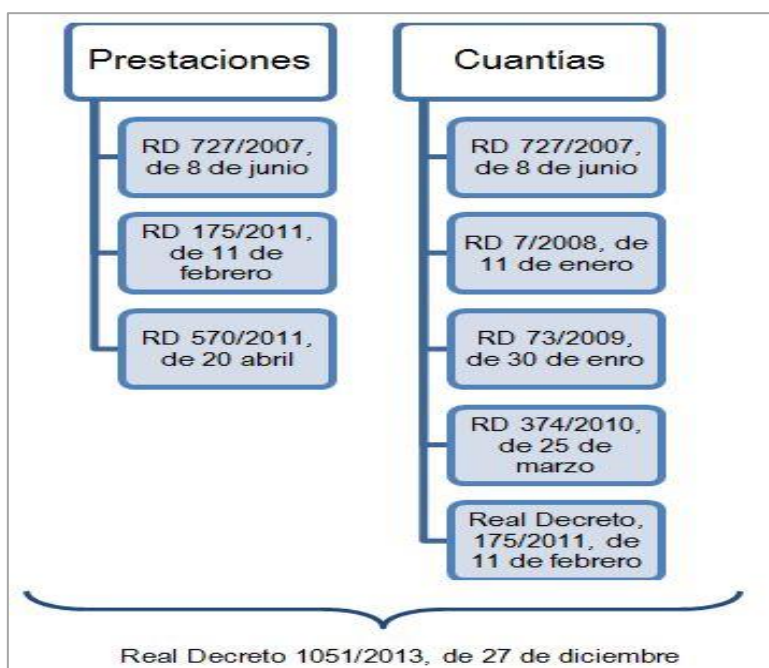 Prestaciones
RD 727/2007,
de 8 de junio
RD 175/2011,
de 11 de
febrero
RD 570/2011,
de 20 abril
Cuantías
RD 727/2007,
de 8 de junio
RD 7/2008, de
11 de enero
RD 73/2009,
de 30 de enro
RD 374/2010,
de 25 de
marzo
Real Decreto,
175/2011, de
11 de febrero
Real Decreto 1051/2013, de 27 de diciembre